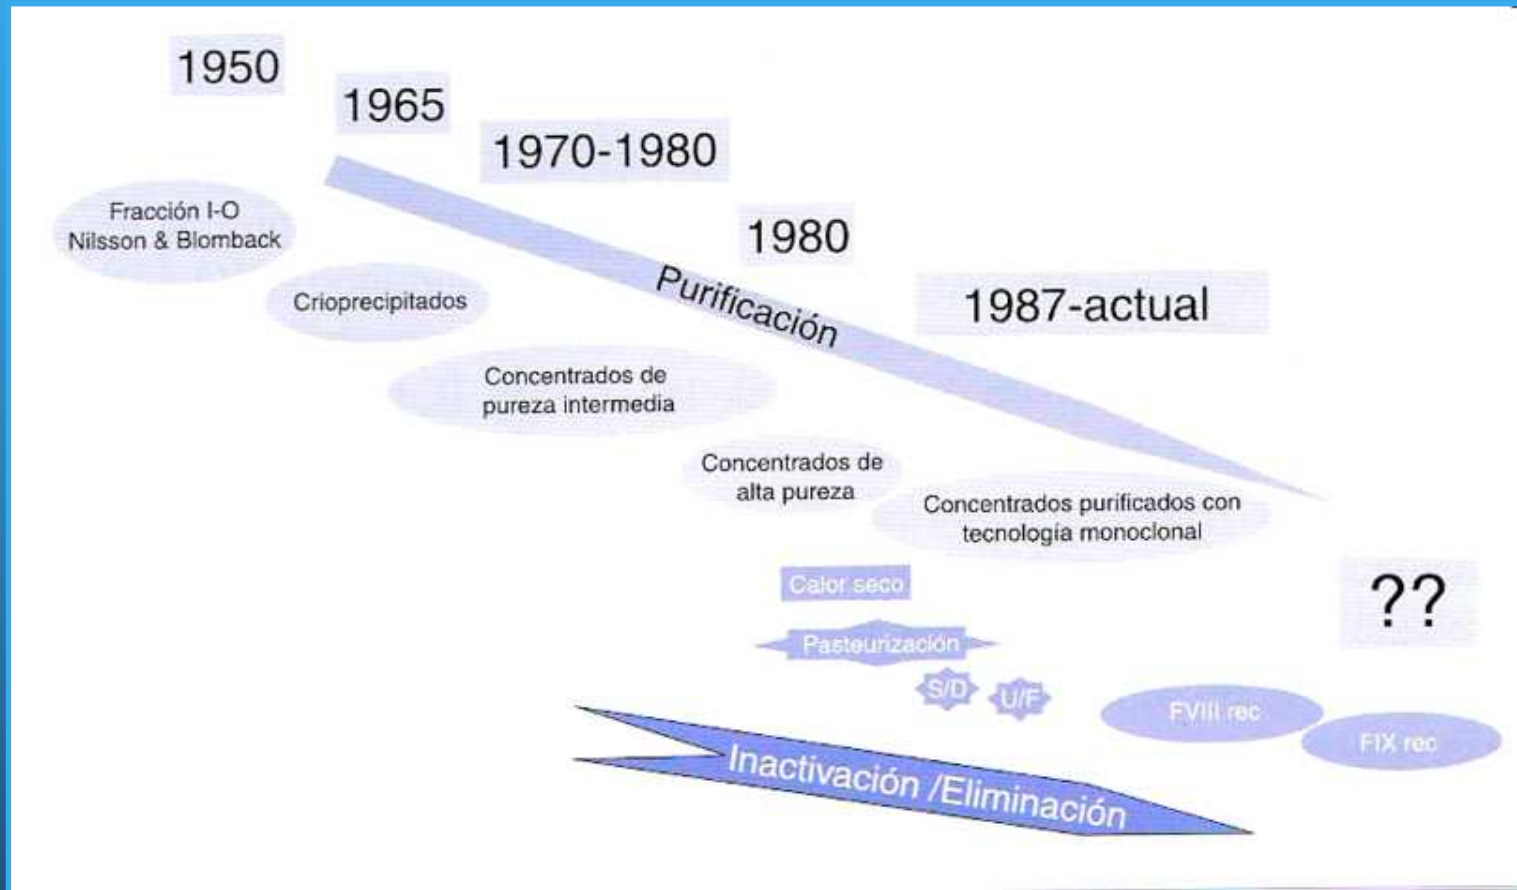 1950
1965
1970-1980
1980
1987-actual
Purificación
Fracción I-O
Nilsson & Blomback
Crioprecipitados
Concentrados de
pureza intermedia
Concentrados de
alta pureza
Concentrados purificados con
tecnología monoclonal
Calor seco
Pasteurización
S/D
U/F
??
FVIII rec
FIX rec
Inactivación /Eliminación